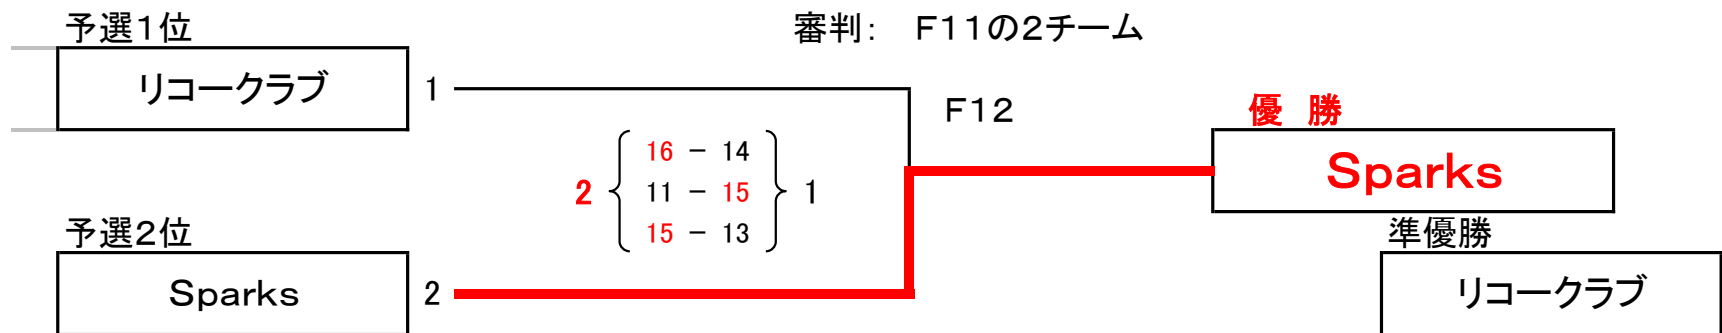 予選1位
審判： F11の2チーム
リコークラブ 1
F12
優 勝
16 － 14
Sparks
2 11 － 15 1
15 － 13
予選2位
準優勝
Sparks 2
リコークラブ